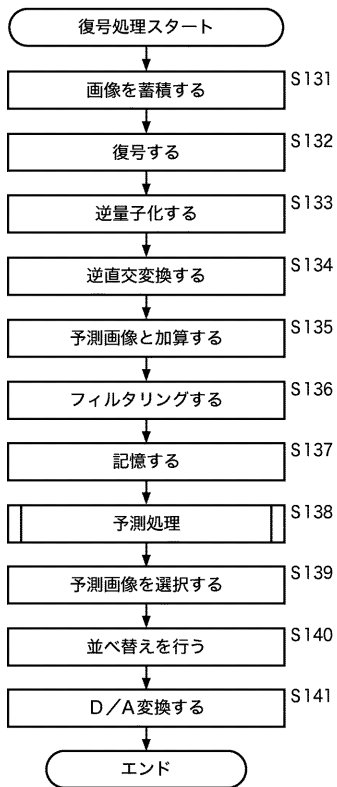 復号処理スタート
画像を蓄積する S131
復号する S132
逆量子化する S133
逆直交変換する S134
予測画像と加算する S135
フィルタリングする S136
記憶する S137
予測処理 S138
予測画像を選択する S139
並べ替えを行う S140
D/A変換する S141
エンド